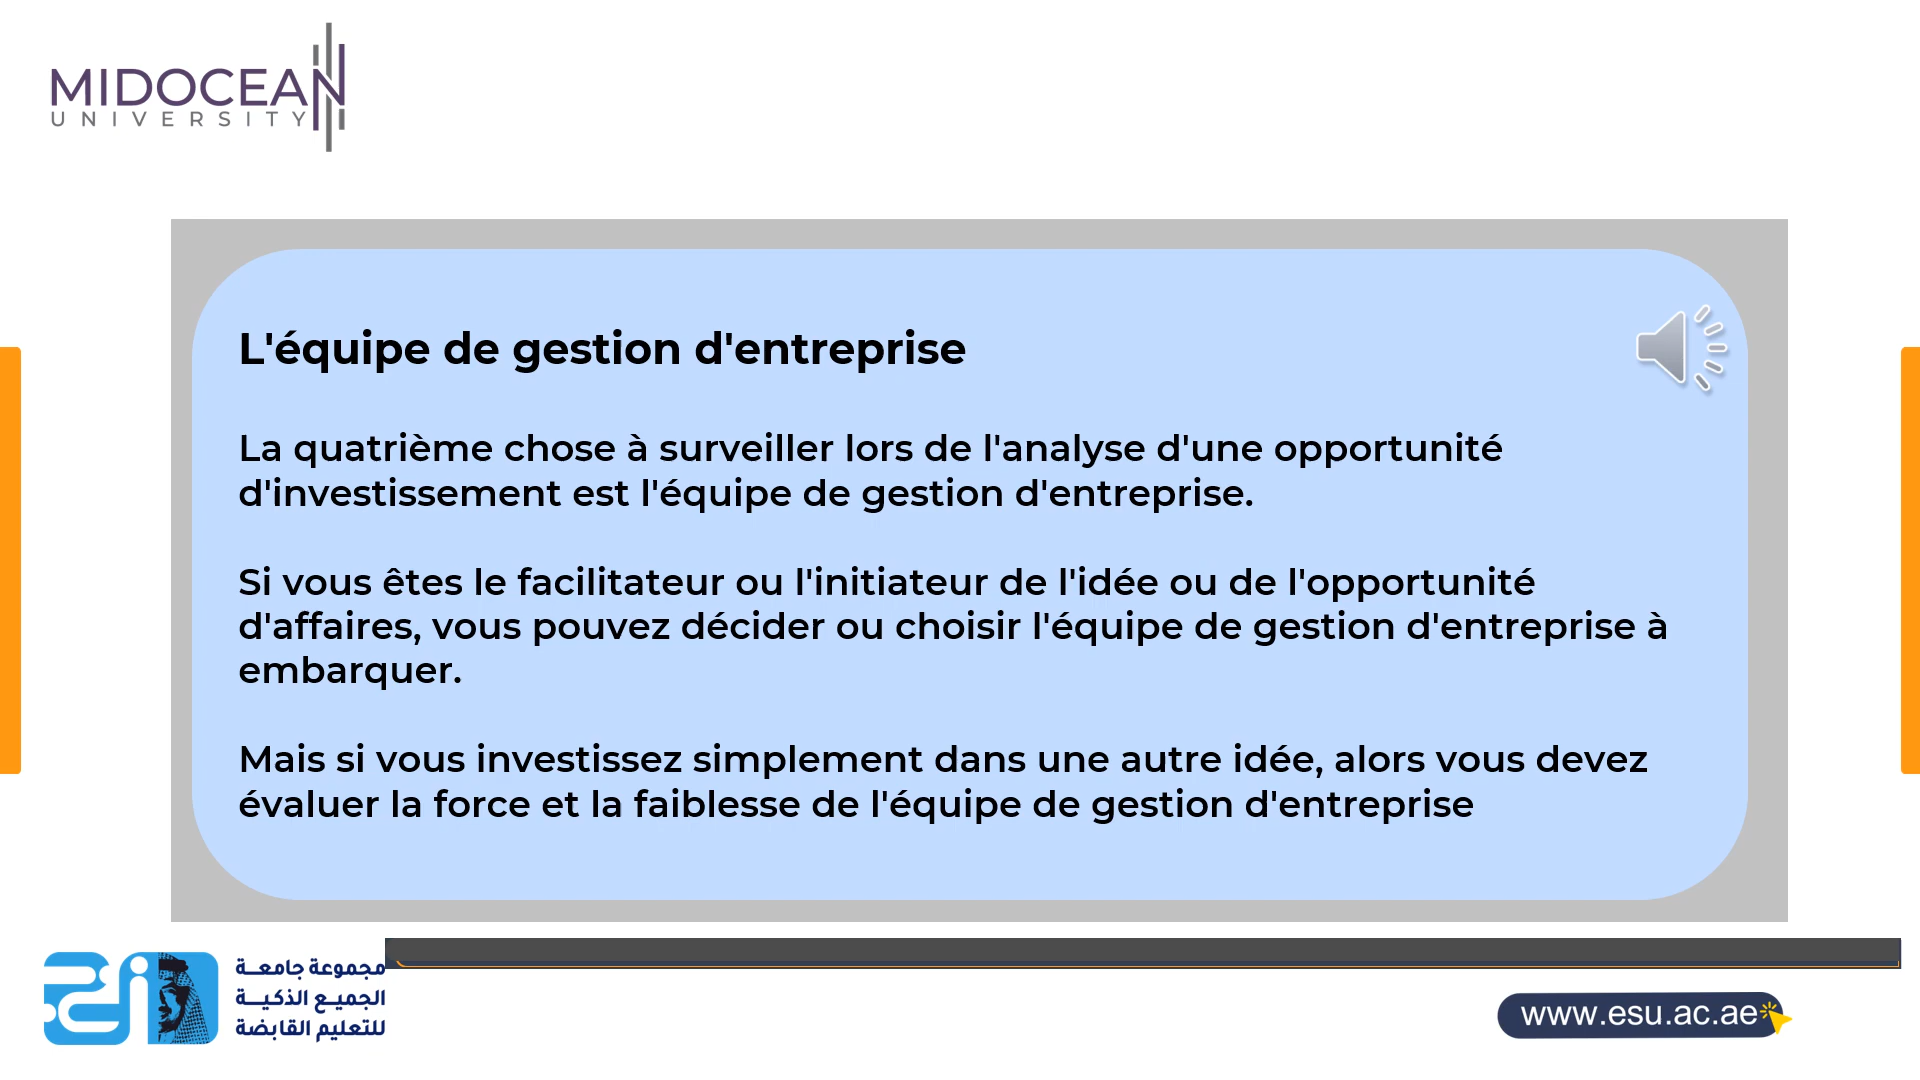 MIDOCEAN
UNIVERSITY
L'équipe de gestion d'entreprise
La quatrième chose à surveiller lors de l'analyse d'une opportunité
d'investissement est l'équipe de gestion d'entreprise.
Si vous êtes le facilitateur ou l'initiateur de l'idée ou de l'opportunité
d'affaires, vous pouvez décider ou choisir l'équipe de gestion d'entreprise à
embarquer.
Mais si vous investissez simplement dans une autre idée, alors vous devez
évaluer la force et la faiblesse de l'équipe de gestion d'entreprise
مجموعة جامعـة
الجميـع الذكيـة
للتعليم القابضة
www.esu.ac.ae